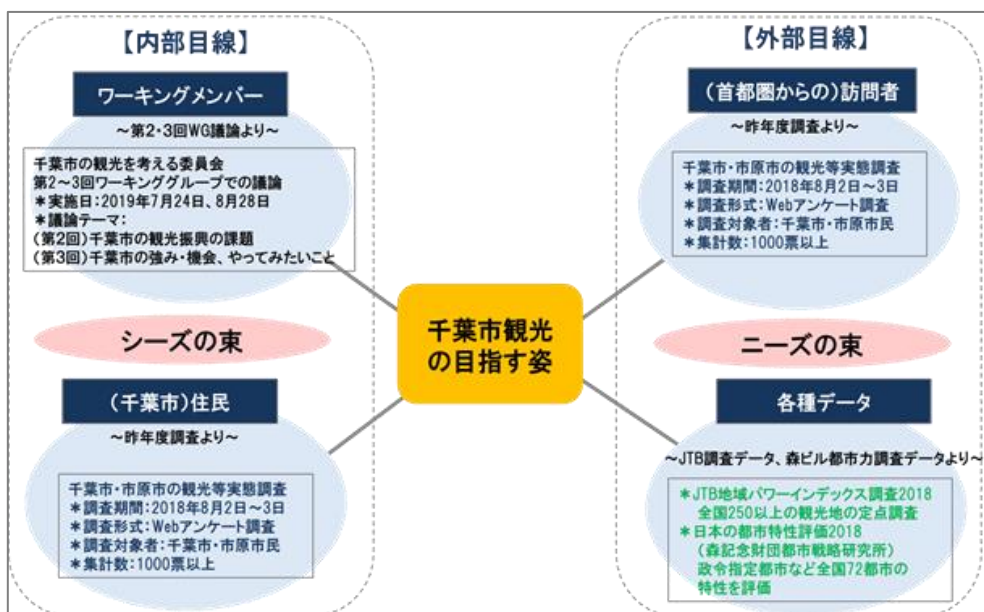 【内部目線】
ワーキングメンバー
～第2・3回WG議論より～
千葉市の観光を考える委員会
第2～3回ワーキンググループでの議論
＊実施日：2019年7月24日、8月28日
＊議論テーマ：
（第2回）千葉市の観光振興の課題
（第3回）千葉市の強み・機会、やってみたいこと
シーズの束
（千葉市）住民
～昨年度調査より～
千葉市・市原市の観光等実態調査
＊調査期間：2018年8月2日～3日
＊調査形式：Webアンケート調査
＊調査対象者：千葉市・市原市民
＊集計数：1000票以上
千葉市観光
の目指す姿
【外部目線】
（首都圏からの）訪問者
～昨年度調査より～
千葉市・市原市の観光等実態調査
＊調査期間：2018年8月2日～3日
＊調査形式：Webアンケート調査
＊調査対象者：千葉市・市原市民
＊集計数：1000票以上
ニーズの束
各種データ
～JTB調査データ、森ビル都市力調査データより～
＊JTB地域パワーインデックス調査2018
全国250以上の観光地の定点調査
＊日本の都市特性評価2018
（森記念財団都市戦略研究所）
政令指定都市など全国72都市の
特性を評価